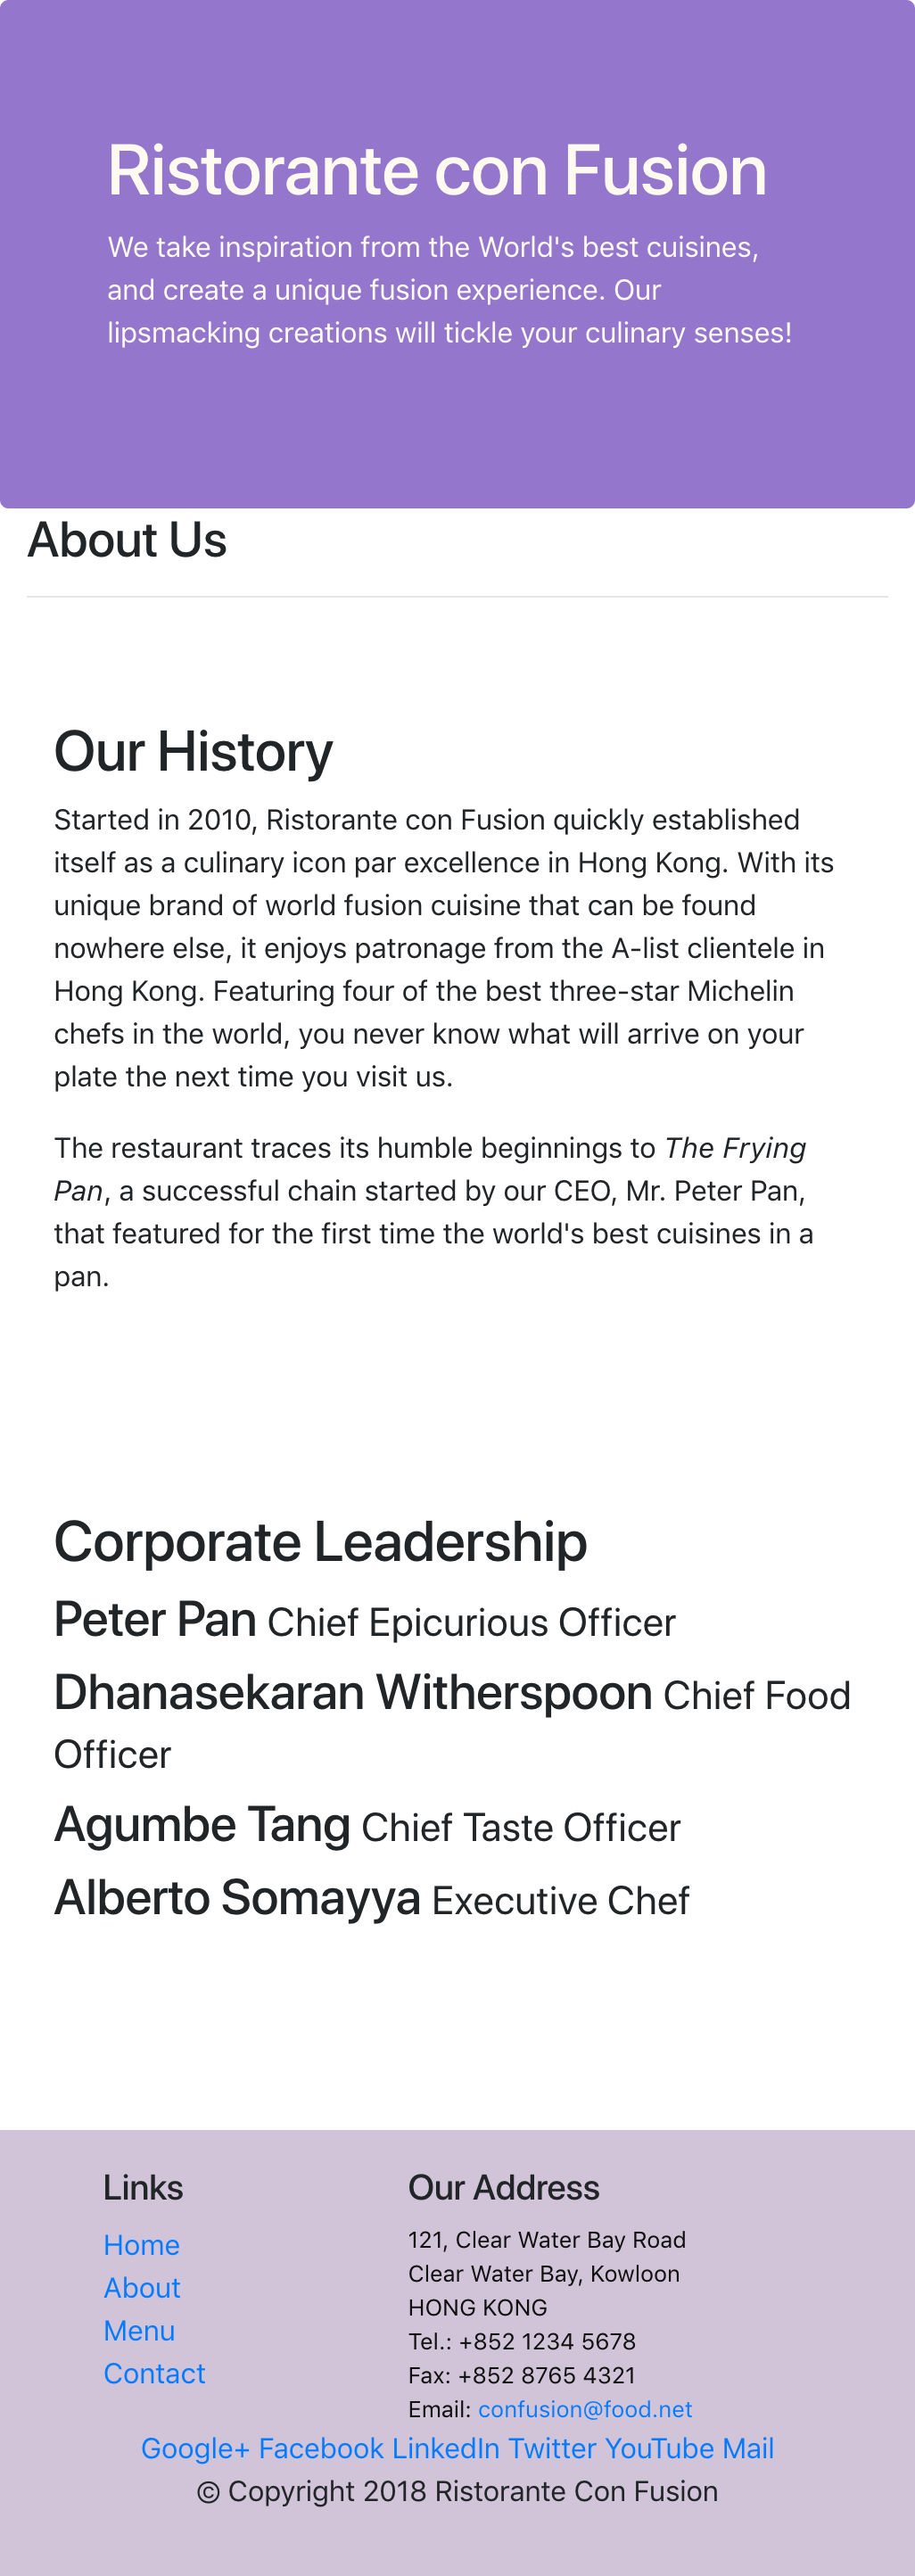 Ristorante con Fusion
We take inspiration from the World's best cuisines,
and create a unique fusion experience. Our
lipsmacking creations will tickle your culinary senses!
About Us
Our History
Started in 2010, Ristorante con Fusion quickly established
itself as a culinary icon par excellence in Hong Kong. With its
unique brand of world fusion cuisine that can be found
nowhere else, it enjoys patronage from the A-list clientele in
Hong Kong. Featuring four of the best three-star Michelin
chefs in the world, you never know what will arrive on your
plate the next time you visit us.
The restaurant traces its humble beginnings to The Frying
Pan, a successful chain started by our CEO, Mr. Peter Pan,
that featured for the first time the world's best cuisines in a
pan.
Corporate Leadership
Peter Pan Chief Epicurious Officer
Dhanasekaran Witherspoon Chief Food
Officer
Agumbe Tang Chief Taste Officer
Alberto Somayya Executive Chef
Links
Home
About
Menu
Contact
Our Address
121, Clear Water Bay Road
Clear Water Bay, Kowloon
HONG KONG
Tel.: +852 1234 5678
Fax: +852 8765 4321
Email: confusion@food.net
Google+ Facebook LinkedIn Twitter YouTube Mail
© Copyright 2018 Ristorante Con Fusion